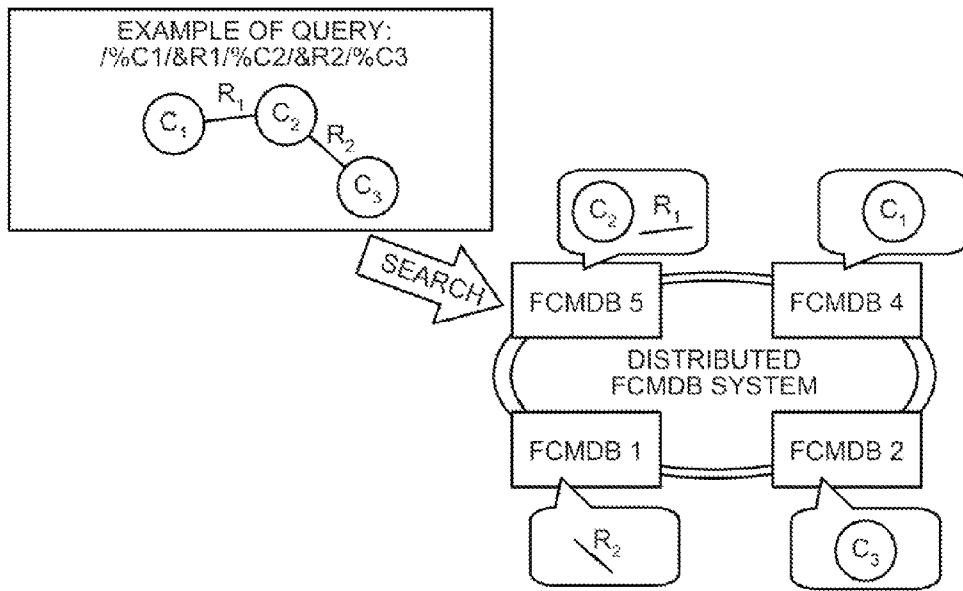 EXAMPLE OF QUERY:
/%C1/&R1/%C2/&R2/%C3
R1
C1
C2
R2
C3
C2 R1
C1
SEARCH
FCMDB 5
FCMDB 4
DISTRIBUTED
FCMDB SYSTEM
FCMDB 1
FCMDB 2
R2
C3